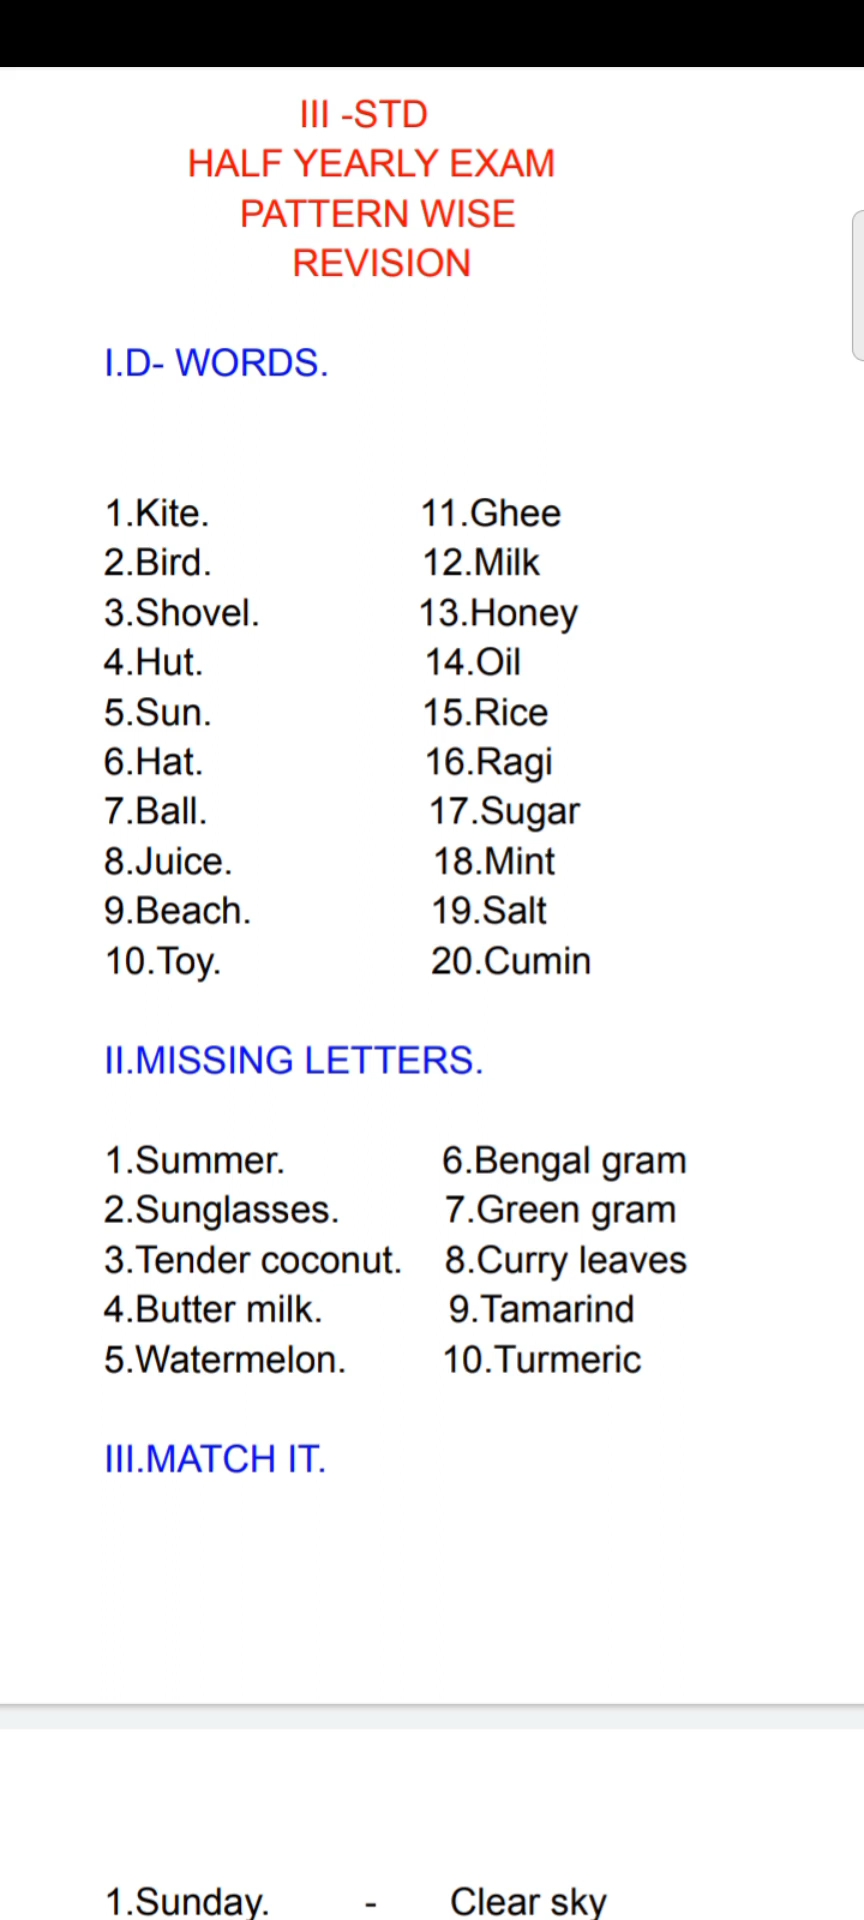 III -STD
HALF YEARLY EXAM
PATTERN WISE
REVISION
I.D- WORDS.
1.Kite. 11.Ghee
2.Bird. 12.Milk
3.Shovel. 13.Honey
4.Hut. 14.Oil
5.Sun. 15.Rice
6.Hat. 16.Ragi
7.Ball. 17.Sugar
8.Juice. 18.Mint
9.Beach. 19.Salt
10.Toy. 20.Cumin
II.MISSING LETTERS.
1.Summer. 6.Bengal gram
2.Sunglasses. 7.Green gram
3.Tender coconut. 8.Curry leaves
4.Butter milk. 9.Tamarind
5.Watermelon. 10.Turmeric
III.MATCH IT.
1.Sunday. - Clear sky